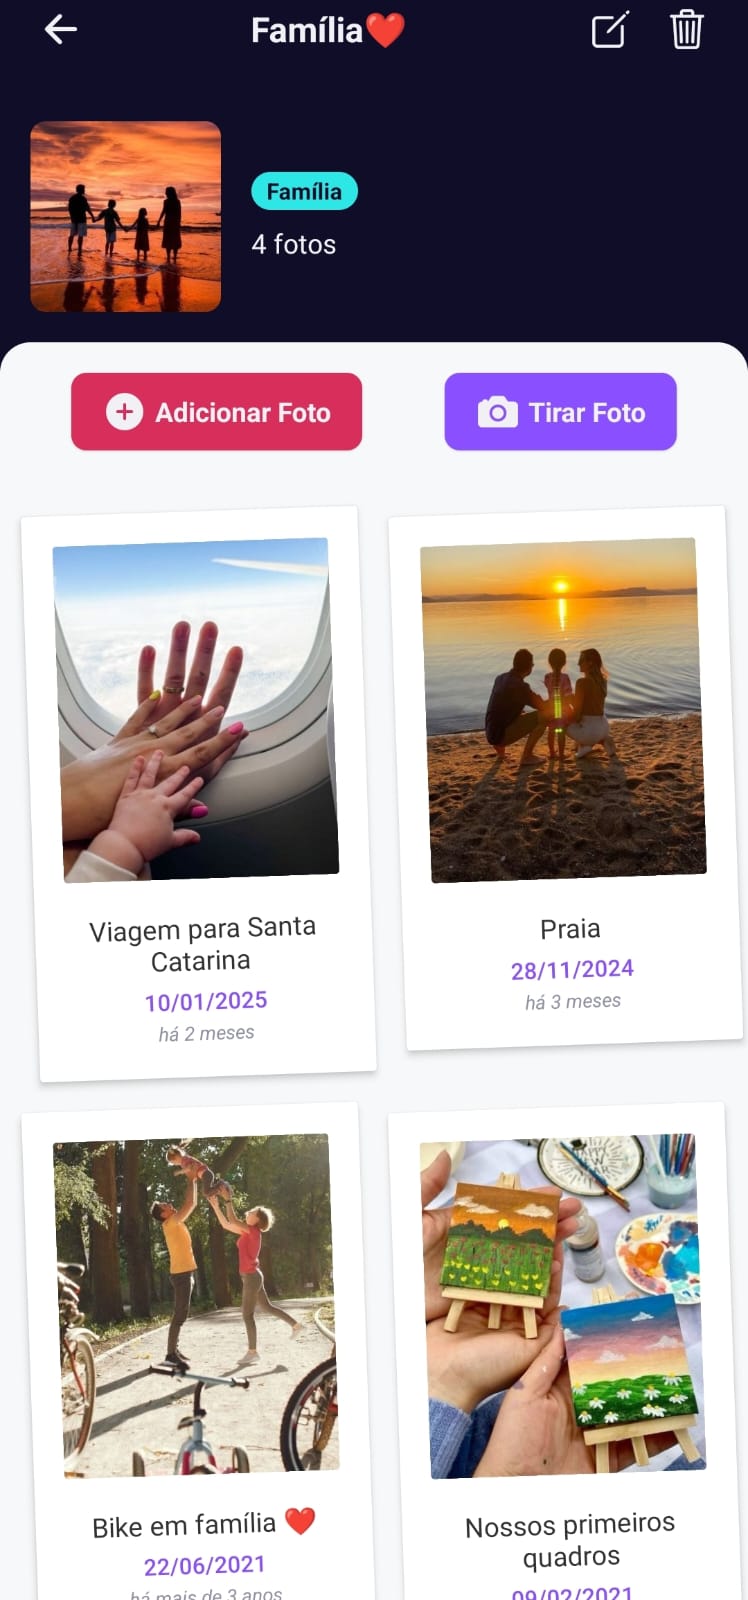 Família❤️
Família
4 fotos
Adicionar Foto
Tirar Foto
Viagem para Santa
Catarina
10/01/2025
há 2 meses
Praia
28/11/2024
há 3 meses
Bike em família ❤️
22/06/2021
há mais de 3 anos
Nossos primeiros
quadros
09/02/2021